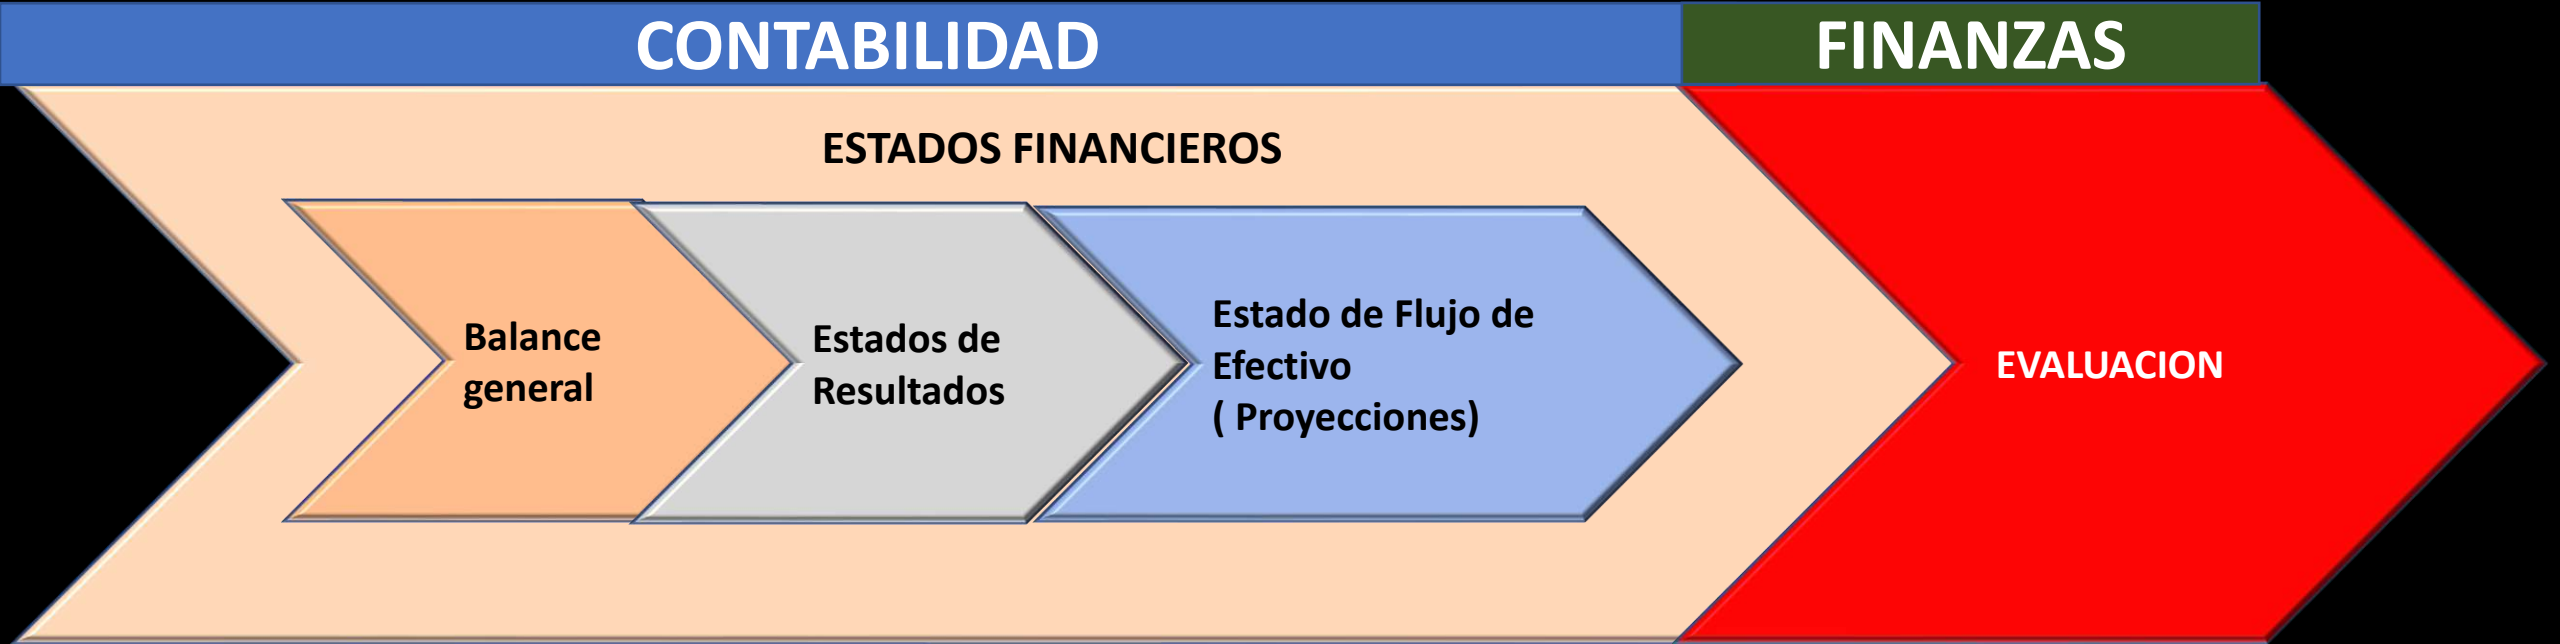 CONTABILIDAD
FINANZAS
ESTADOS FINANCIEROS
Balance
general
Estados de
Resultados
Estado de Flujo de
Efectivo
( Proyecciones)
EVALUACION